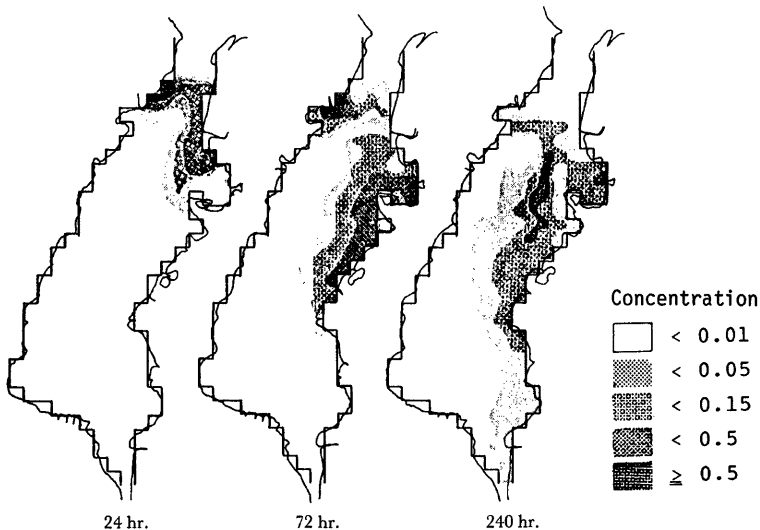 Concentration
< 0.01
< 0.05
< 0.15
< 0.5
≥ 0.5
24 hr.
72 hr.
240 hr.